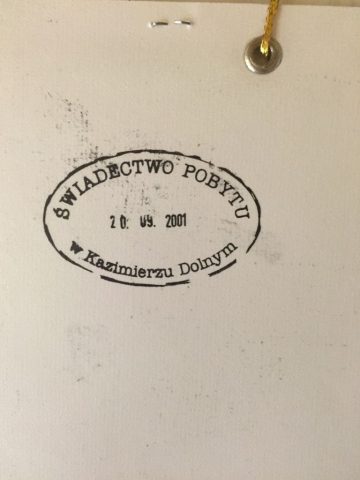 ŚWIADECTWO POBYTU
20. 09. 2001
w Kazimierzu Dolnym